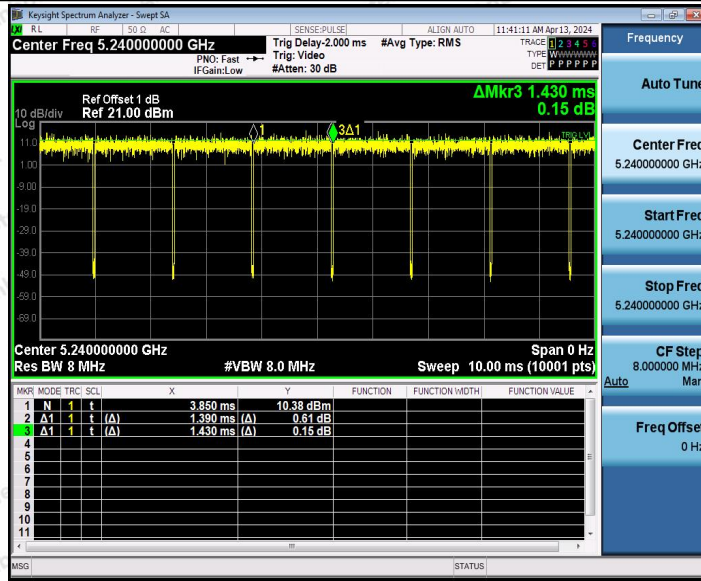 Keysight Spectrum Analyzer - Swept SA
LXI RL RF 50 Ω AC SENSE:PULSE ALIGN AUTO 11:41:11 AM Apr 13, 2024
Center Freq 5.240000000 GHz
PNO: Fast
IFGain:Low
Trig Delay-2.000 ms
Trig: Video
#Atten: 30 dB
#Avg Type: RMS
TRACE 1 2 3 4 5 6
TYPE WWWWWW
DET P P P P P P
ΔMkr3 1.430 ms
0.15 dB
Ref Offset 1 dB
10 dB/div Ref 21.00 dBm
Log
1
3Δ1
TRIG LVL
11.0
1.00
-9.00
-19.0
-29.0
-39.0
-49.0
-59.0
-69.0
Center 5.240000000 GHz Span 0 Hz
Res BW 8 MHz #VBW 8.0 MHz Sweep 10.00 ms (10001 pts)
MKR MODE TRC SCL X Y FUNCTION FUNCTION WIDTH FUNCTION VALUE
1 N 1 t 3.850 ms 10.38 dBm
2 Δ1 1 t (Δ) 1.390 ms (Δ) 0.61 dB
3 Δ1 1 t (Δ) 1.430 ms (Δ) 0.15 dB
4
5
6
7
8
9
10
11
MSG STATUS
Frequency
Auto Tune
Center Freq
5.240000000 GHz
Start Freq
5.240000000 GHz
Stop Freq
5.240000000 GHz
CF Step
8.000000 MHz
Auto Man
Freq Offset
0 Hz